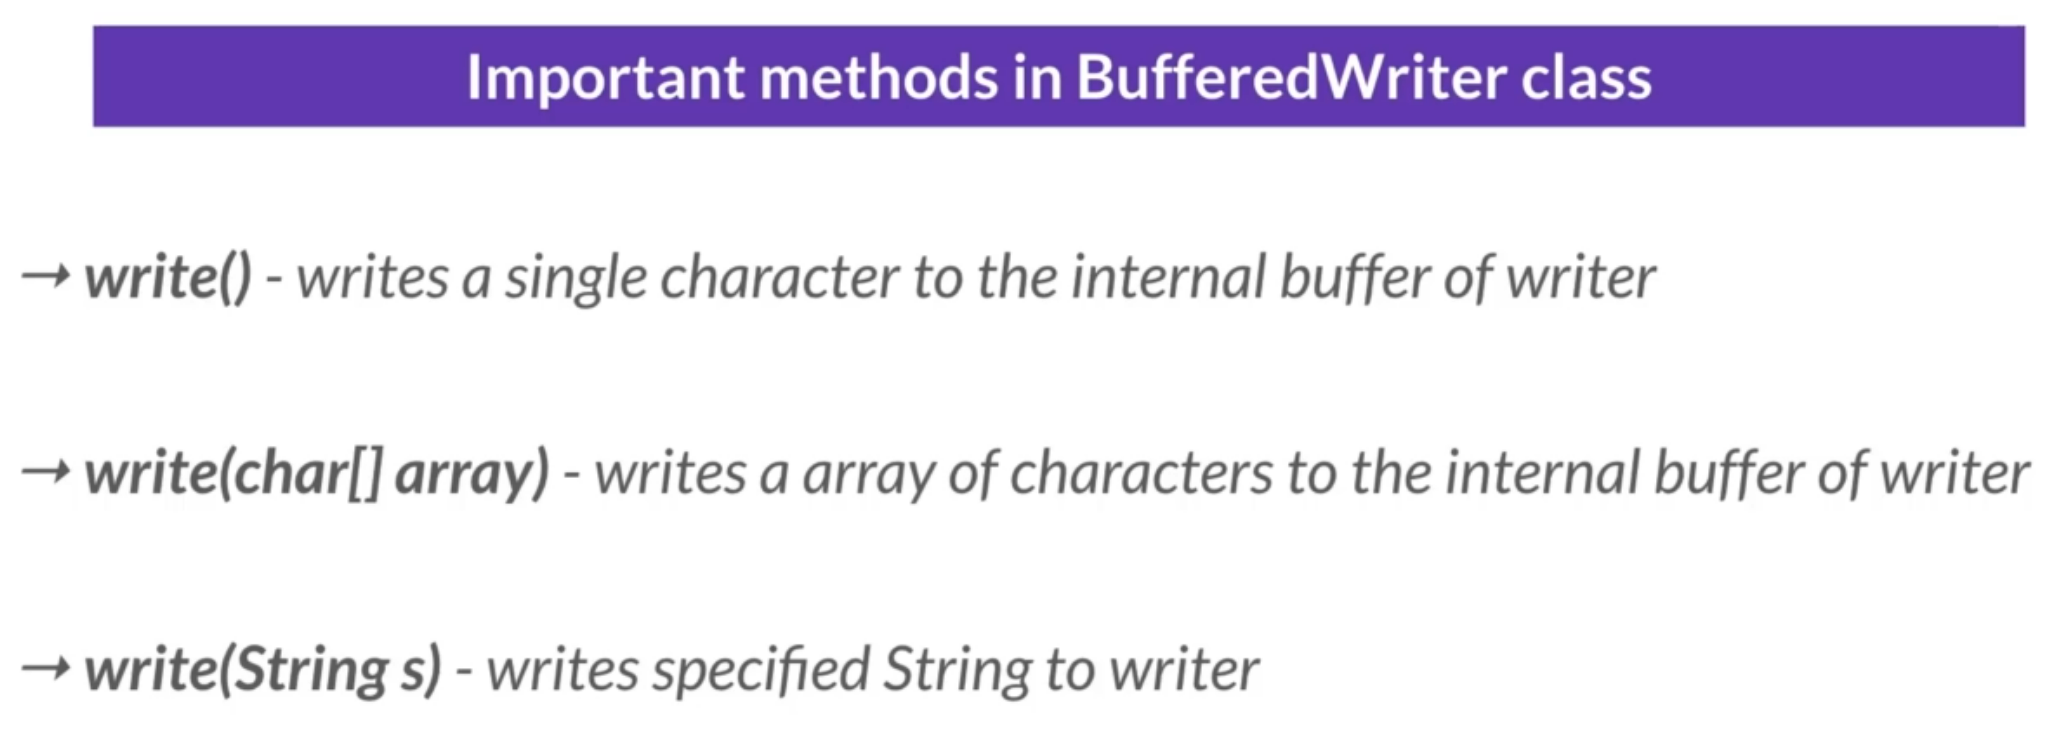 Important methods in BufferedWriter class
→ write() - writes a single character to the internal buffer of writer
→ write(char[] array) - writes a array of characters to the internal buffer of writer
→ write(String s) - writes specified String to writer